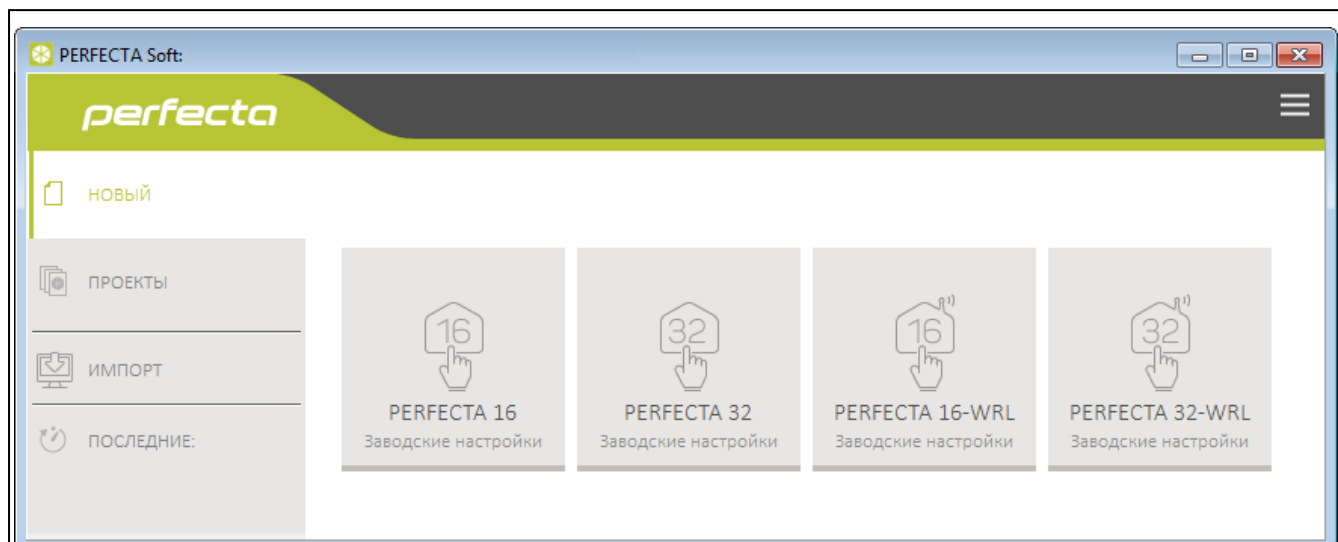 PERFECTA Soft:
perfecta
НОВЫЙ
ПРОЕКТЫ
ИМПОРТ
ПОСЛЕДНИЕ:
16
32
16
32
PERFECTA 16
PERFECTA 32
PERFECTA 16-WRL
PERFECTA 32-WRL
Заводские настройки
Заводские настройки
Заводские настройки
Заводские настройки